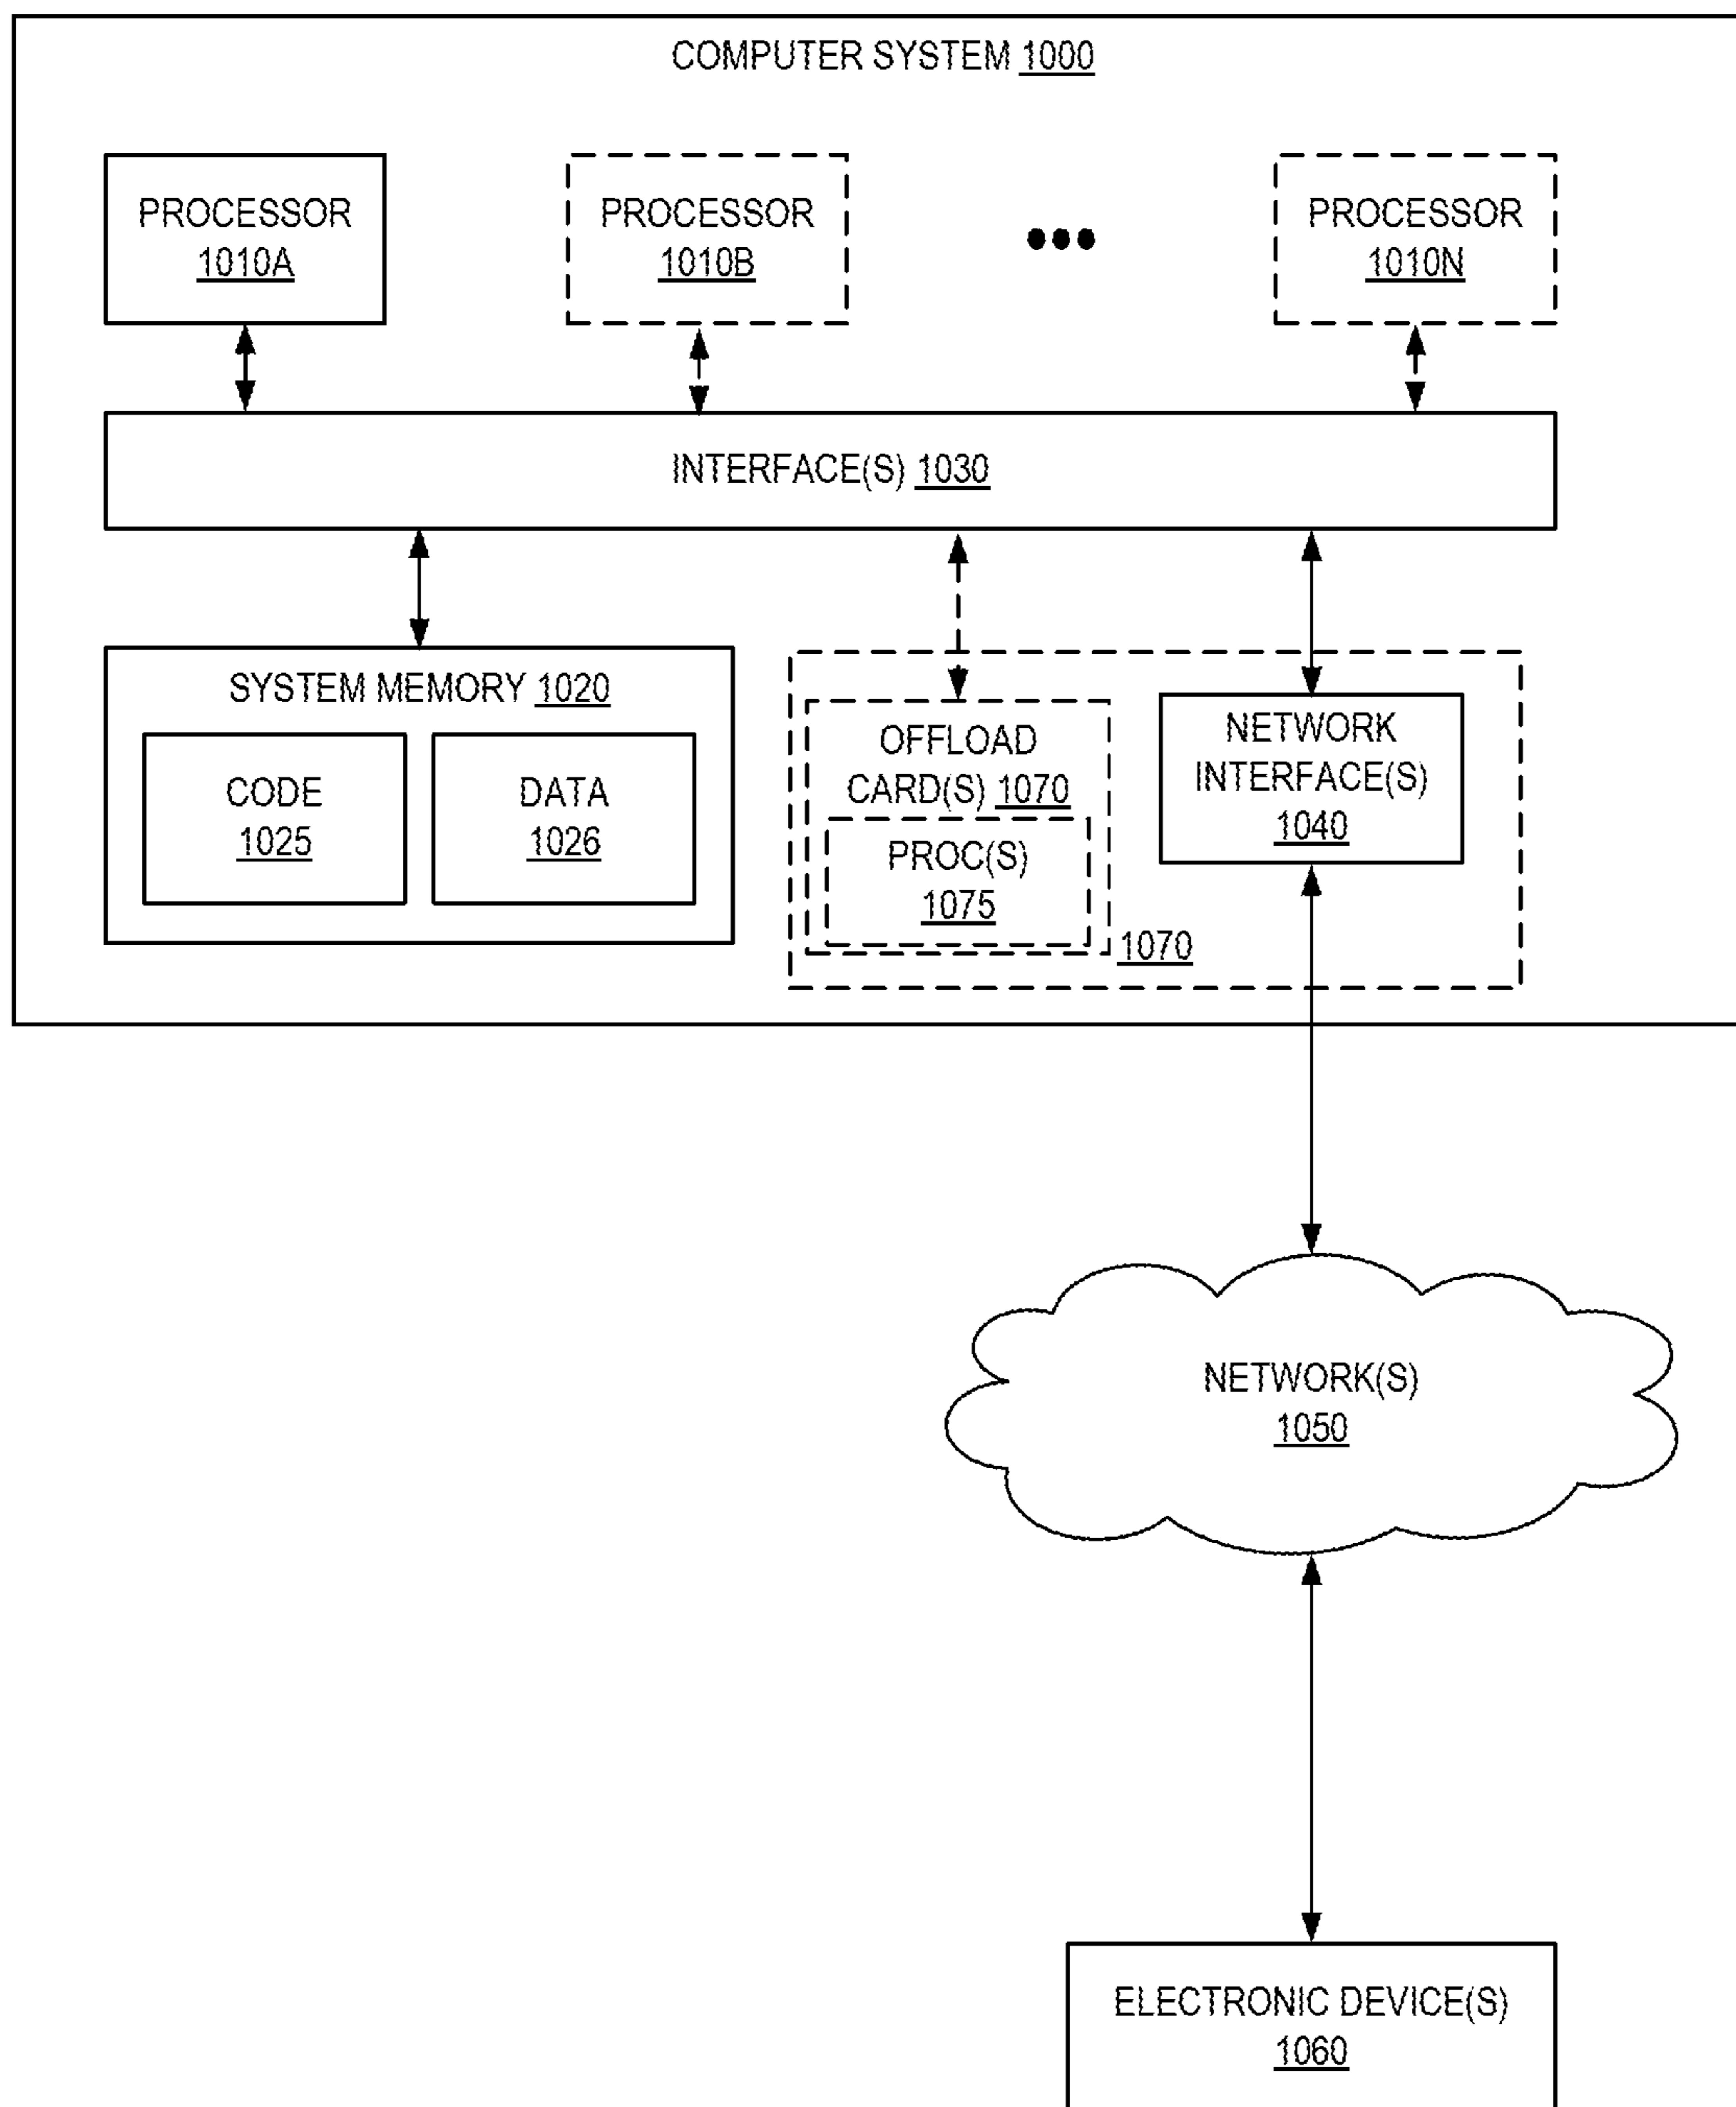 COMPUTER SYSTEM 1000
PROCESSOR
1010A
PROCESSOR
1010B
PROCESSOR
1010N
INTERFACE(S) 1030
SYSTEM MEMORY 1020
CODE
1025
DATA
1026
OFFLOAD
CARD(S) 1070
PROC(S)
1075
1070
NETWORK
INTERFACE(S)
1040
NETWORK(S)
1050
ELECTRONIC DEVICE(S)
1060